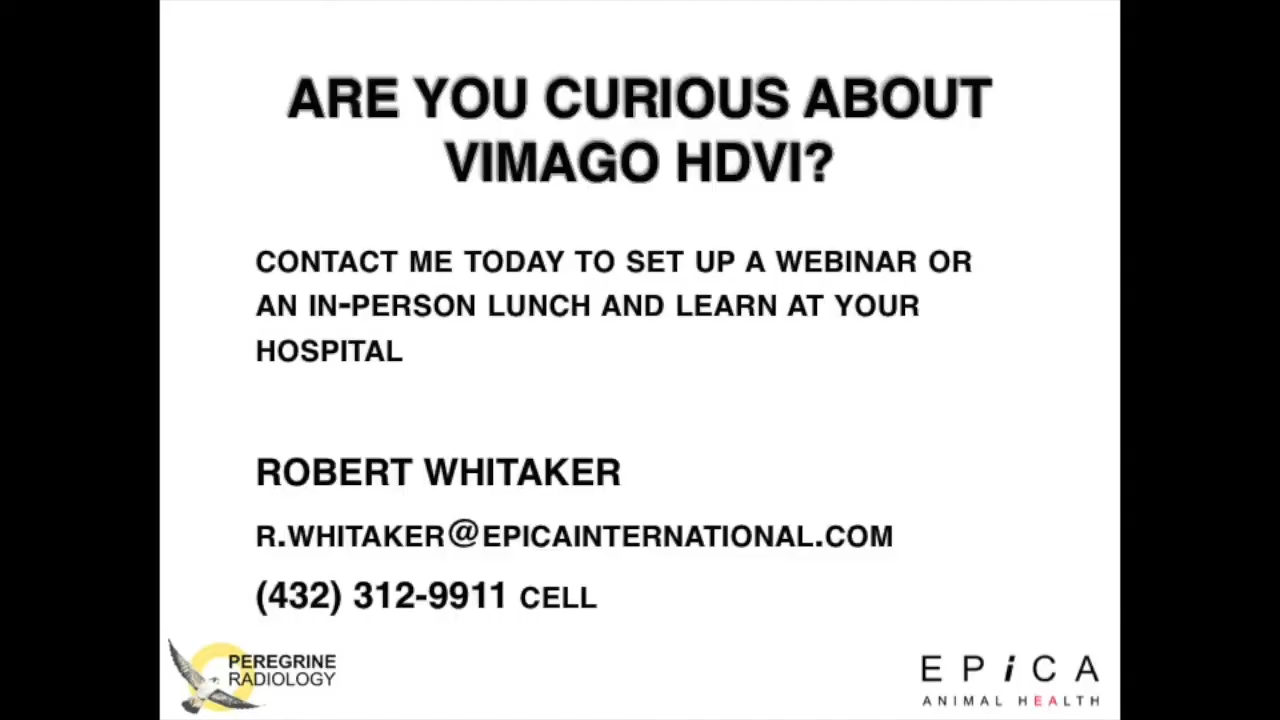 ARE YOU CURIOUS ABOUT
VIMAGO HDVI?
CONTACT ME TODAY TO SET UP A WEBINAR OR
AN IN-PERSON LUNCH AND LEARN AT YOUR
HOSPITAL
ROBERT WHITAKER
R.WHITAKER@EPICAINTERNATIONAL.COM
(432) 312-9911 CELL
PEREGRINE
RADIOLOGY
EPiCA
ANIMAL HEALTH